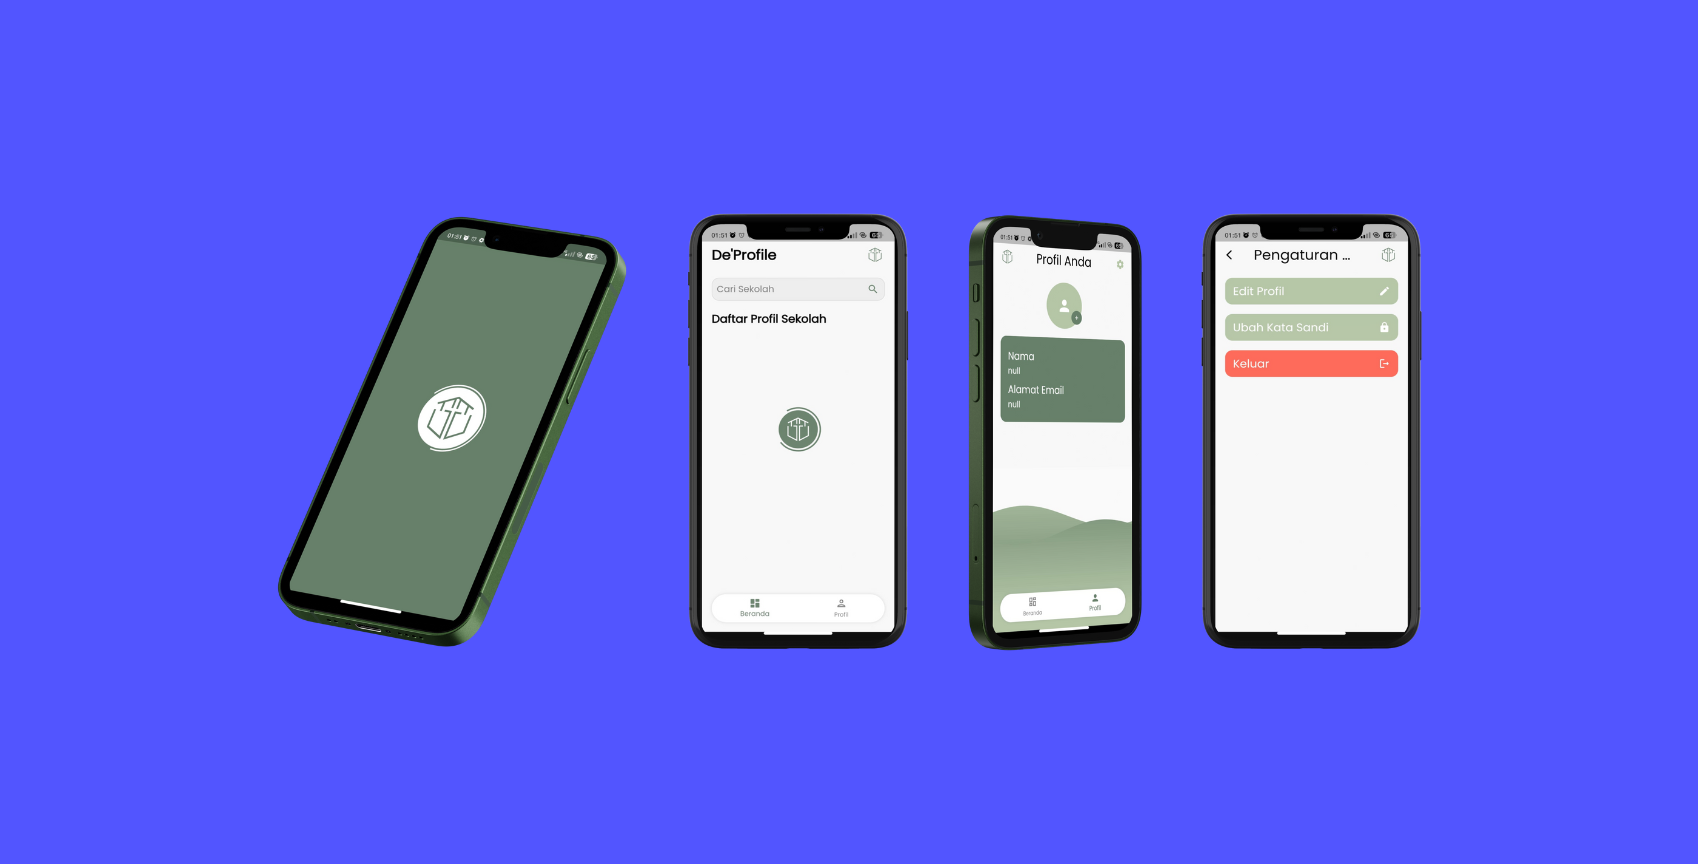 01:51
01:51
De'Profile
Cari Sekolah
Daftar Profil Sekolah
Beranda
Profil
01:51
Profil Anda
Nama
null
Alamat Email
null
Beranda
Profil
01:51
Pengaturan ...
Edit Profil
Ubah Kata Sandi
Keluar